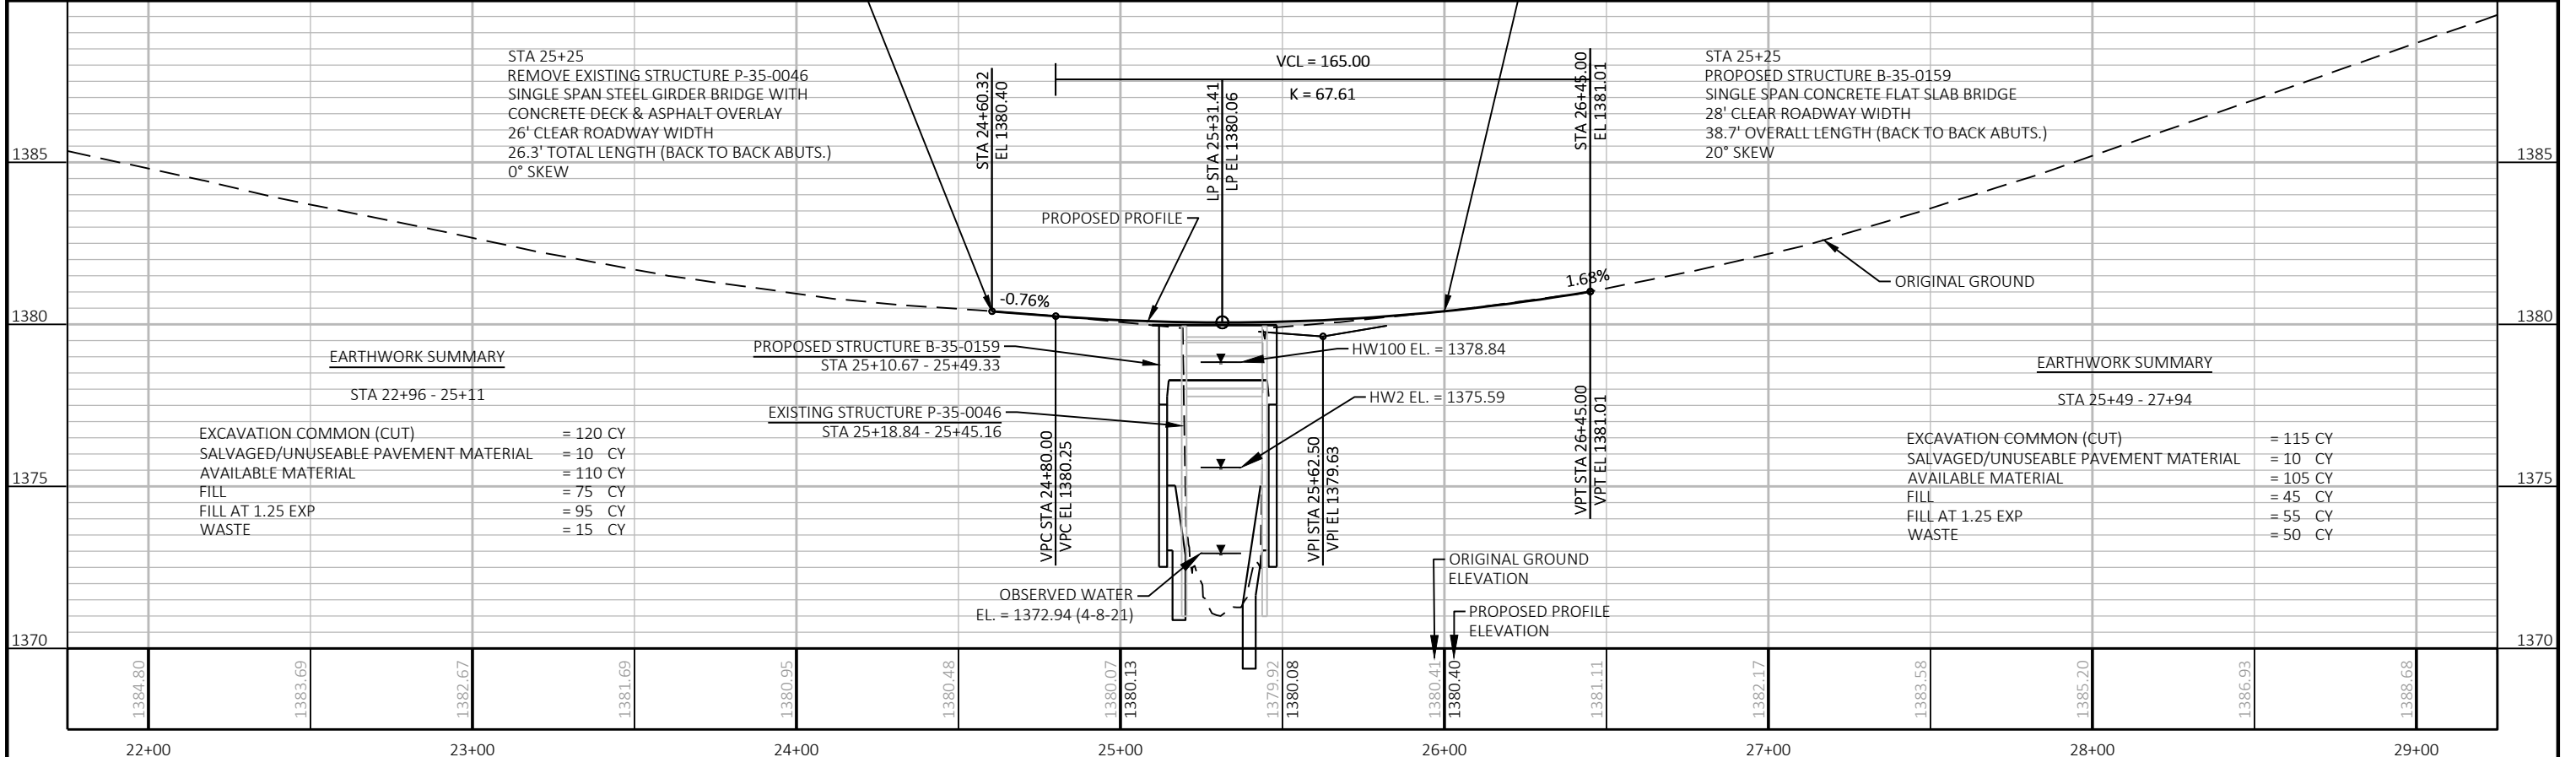 STA 25+25
REMOVE EXISTING STRUCTURE P-35-0046
SINGLE SPAN STEEL GIRDER BRIDGE WITH
CONCRETE DECK & ASPHALT OVERLAY
26' CLEAR ROADWAY WIDTH
26.3' TOTAL LENGTH (BACK TO BACK ABUTS.)
0° SKEW
STA 24+60.32
EL 1380.40
VCL = 165.00
K = 67.61
LP STA 25+31.41
LP EL 1380.06
STA 26+45.00
EL 1381.01
STA 25+25
PROPOSED STRUCTURE B-35-0159
SINGLE SPAN CONCRETE FLAT SLAB BRIDGE
28' CLEAR ROADWAY WIDTH
38.7' OVERALL LENGTH (BACK TO BACK ABUTS.)
20° SKEW
1385
1385
PROPOSED PROFILE
-0.76%
1.68%
ORIGINAL GROUND
1380
1380
PROPOSED STRUCTURE B-35-0159
STA 25+10.67 - 25+49.33
HW100 EL. = 1378.84
HW2 EL. = 1375.59
EXISTING STRUCTURE P-35-0046
STA 25+18.84 - 25+45.16
VPC STA 24+80.00
VPC EL 1380.25
VPI STA 25+62.50
VPI EL 1379.63
VPT STA 26+45.00
VPT EL 1381.01
EARTHWORK SUMMARY
STA 22+96 - 25+11
EXCAVATION COMMON (CUT) = 120 CY
SALVAGED/UNUSEABLE PAVEMENT MATERIAL = 10 CY
AVAILABLE MATERIAL = 110 CY
FILL = 75 CY
FILL AT 1.25 EXP = 95 CY
WASTE = 15 CY
EARTHWORK SUMMARY
STA 25+49 - 27+94
EXCAVATION COMMON (CUT) = 115 CY
SALVAGED/UNUSEABLE PAVEMENT MATERIAL = 10 CY
AVAILABLE MATERIAL = 105 CY
FILL = 45 CY
FILL AT 1.25 EXP = 55 CY
WASTE = 50 CY
1375
1375
OBSERVED WATER
EL. = 1372.94 (4-8-21)
ORIGINAL GROUND
ELEVATION
PROPOSED PROFILE
ELEVATION
1370
1370
1384.80
1383.69
1382.67
1381.69
1380.95
1380.48
1380.07
1380.13
1379.92
1380.08
1380.41
1380.40
1381.11
1382.17
1383.58
1385.20
1386.93
1388.68
22+00
23+00
24+00
25+00
26+00
27+00
28+00
29+00